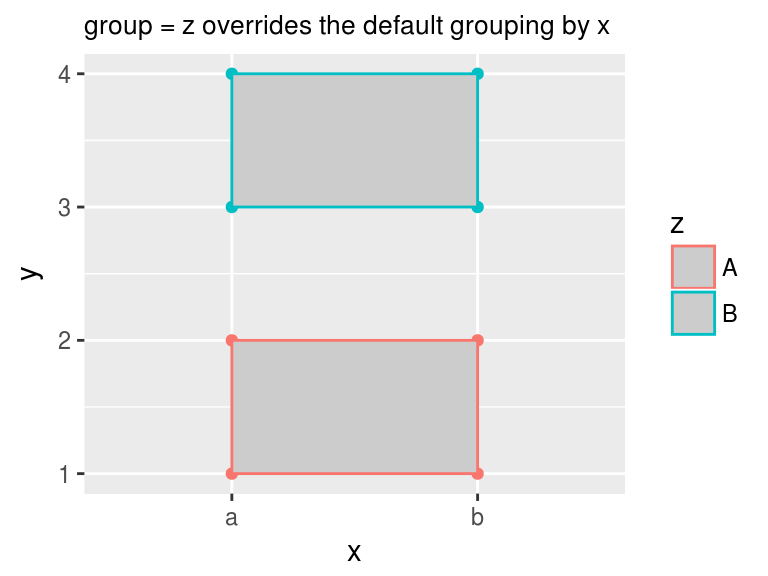 group = z overrides the default grouping by x
4
3
2
1
y
a b
x
z
A
B